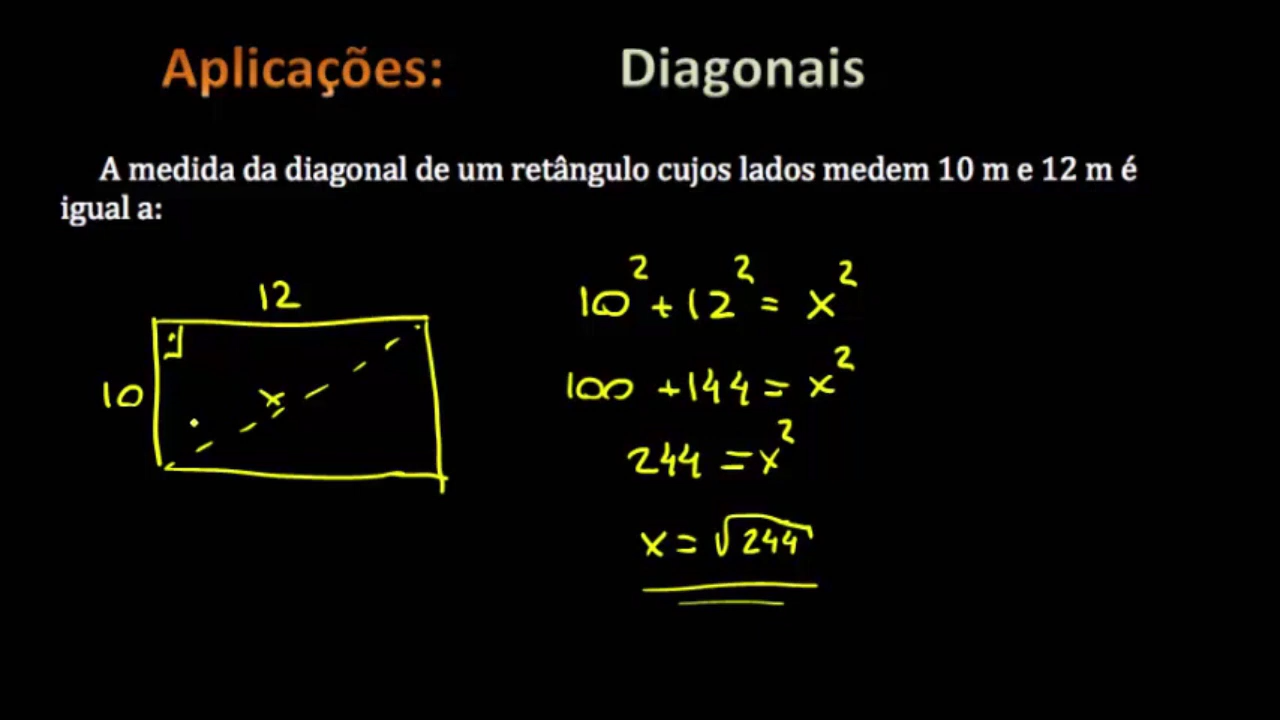 Aplicações: Diagonais
A medida da diagonal de um retângulo cujos lados medem 10 m e 12 m é
igual a:
12
10
x
10² + 12² = x²
100 + 144 = x²
244 = x²
x = √244